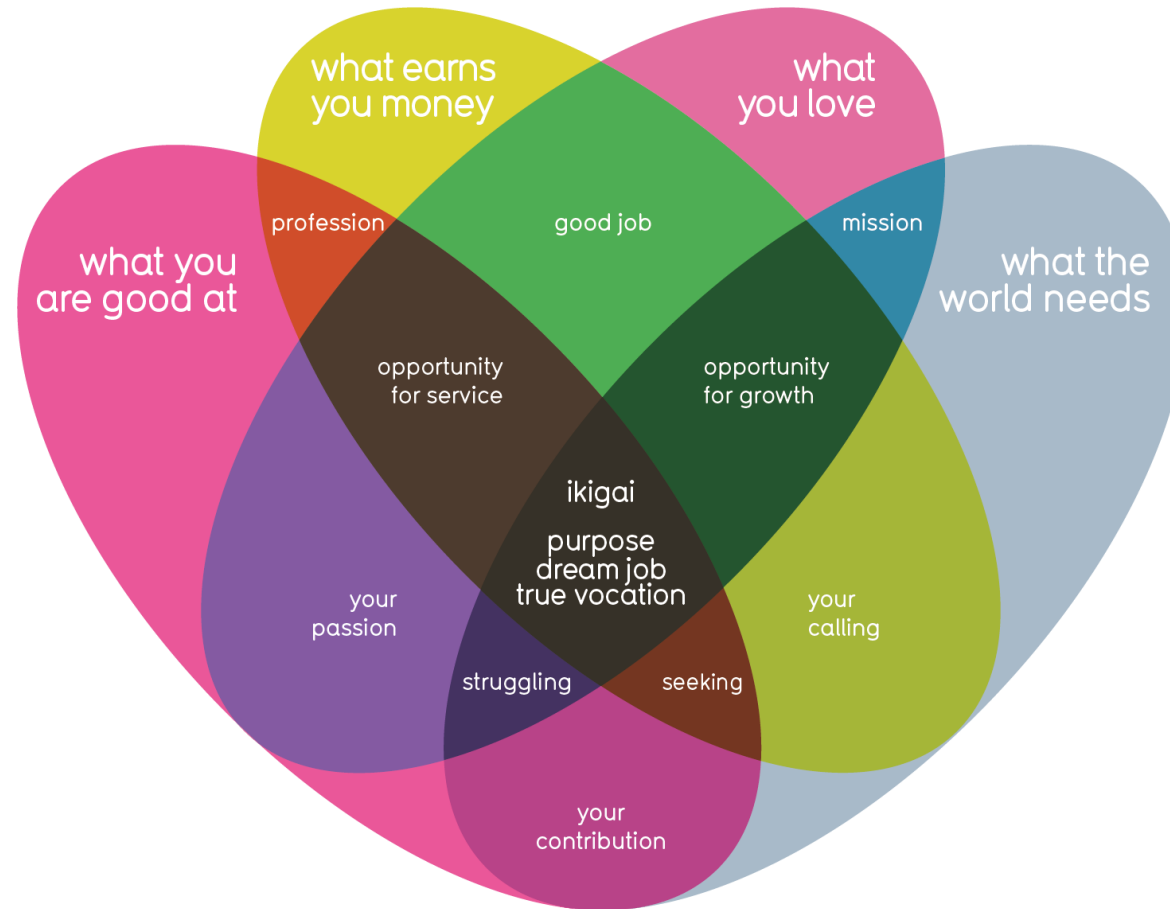 what earns
you money
what
you love
what you
are good at
what the
world needs
profession
good job
mission
opportunity
for service
opportunity
for growth
ikigai
purpose
dream job
true vocation
your
passion
your
calling
struggling
seeking
your
contribution